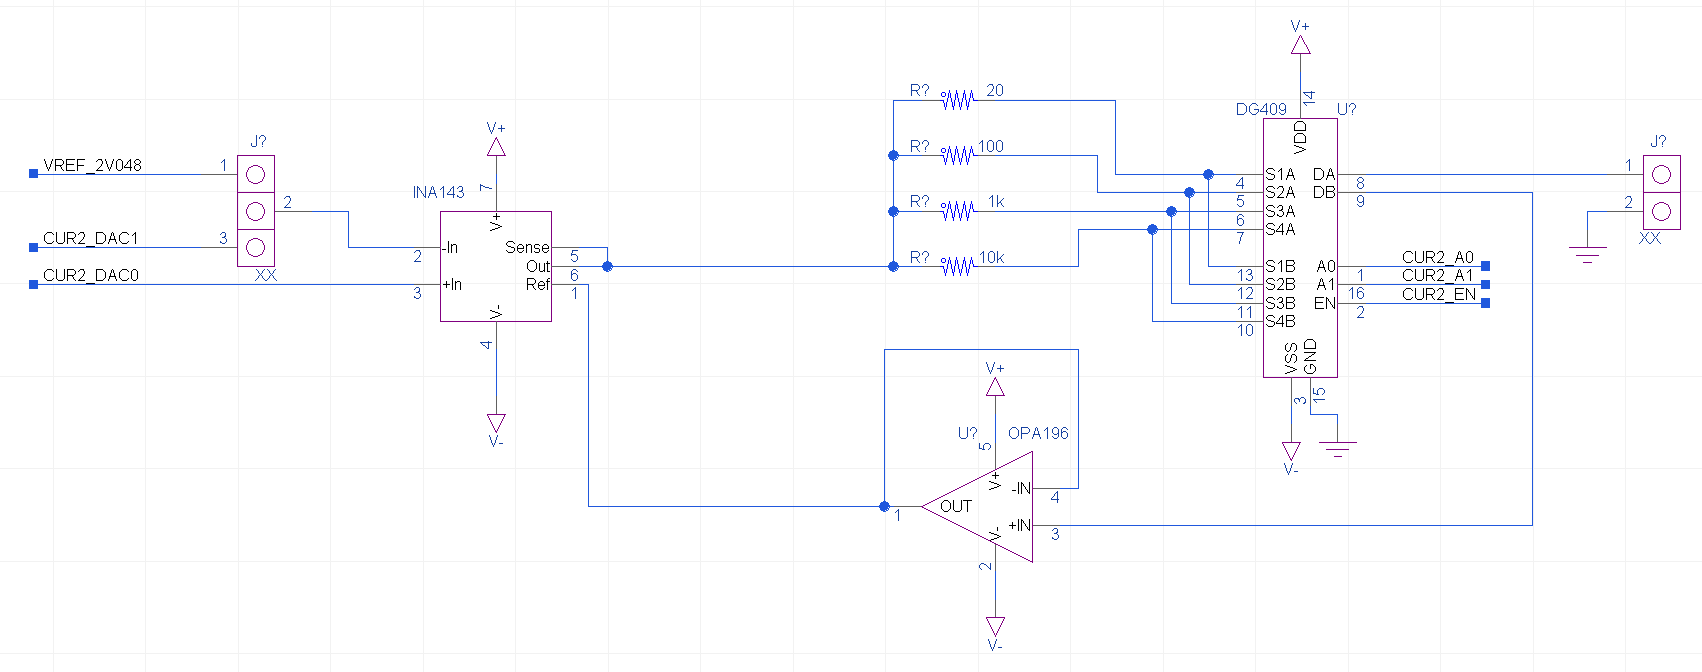 V+
R? 20
DG409 U?
14
VDD
R? 100
R? 1k
R? 10k
J?
VREF_2V048 1
2
CUR2_DAC1 3
CUR2_DAC0
XX
V+
7
INA143
V+
-In
2
+In
3
Sense
5
Out
6
Ref
1
V-
4
V-
S1A
4
S2A
5
S3A
6
S4A
7
S1B
13
S2B
12
S3B
11
S4B
10
DA
8
DB
9
A0
1
A1
16
EN
2
CUR2_A0
CUR2_A1
CUR2_EN
VSS
GND
3
15
V-
J?
1
2
XX
V+
U? OPA196
5
V+
-IN
4
OUT
1
+IN
3
V-
2
V-